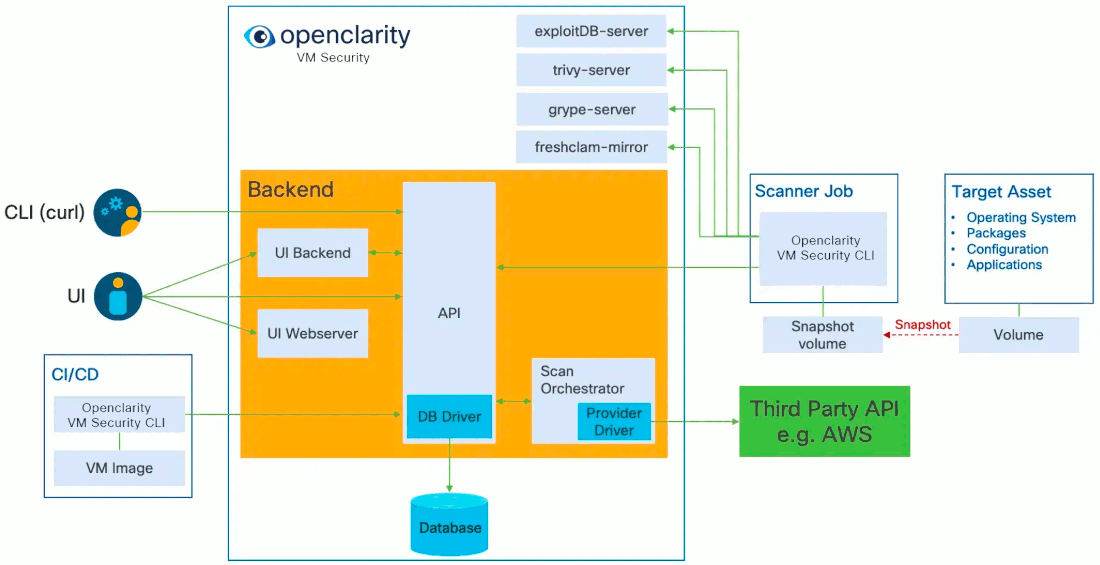 openclarity
VM Security
exploitDB-server
trivy-server
grype-server
freshclam-mirror
Backend
CLI (curl)
UI Backend
UI
API
UI Webserver
Scan
Orchestrator
DB Driver
Provider
Driver
Database
CI/CD
Openclarity
VM Security CLI
VM Image
Scanner Job
Openclarity
VM Security CLI
Snapshot
volume
Snapshot
Target Asset
• Operating System
• Packages
• Configuration
• Applications
Volume
Third Party API
e.g. AWS